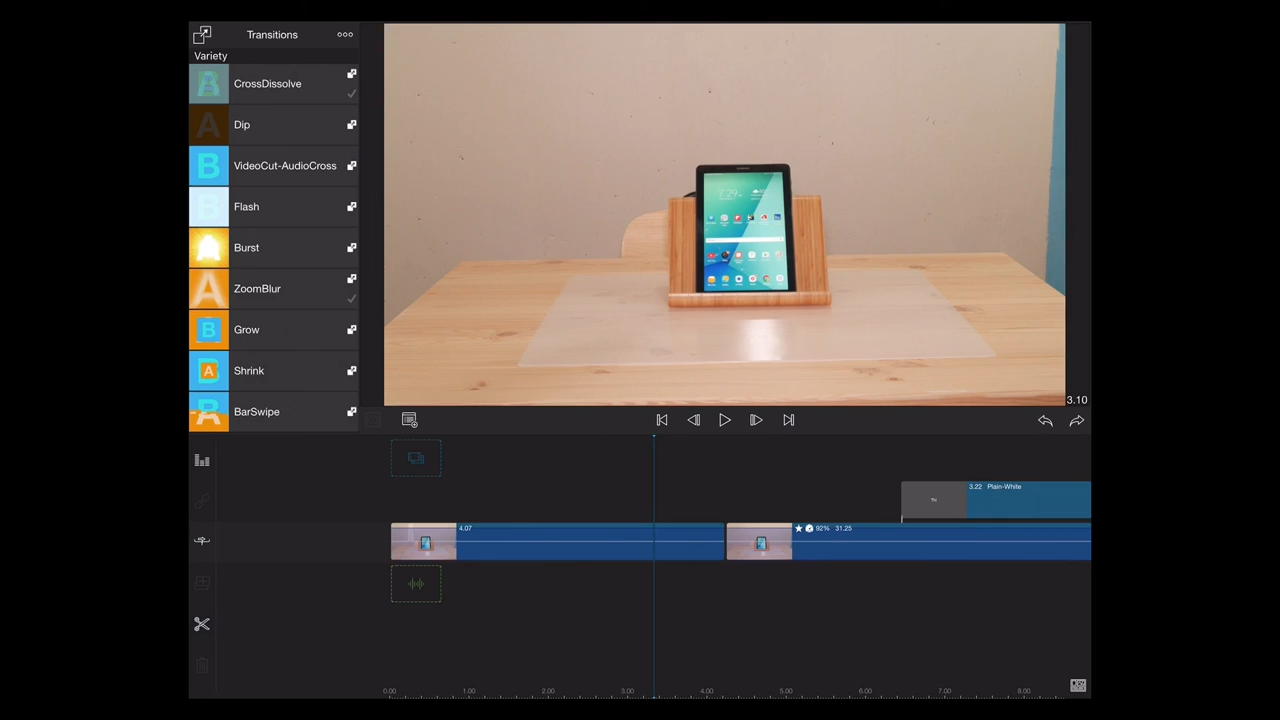 Transitions
Variety
CrossDissolve
Dip
VideoCut-AudioCross
Flash
Burst
ZoomBlur
Grow
Shrink
BarSwipe
7:29
3.10
3.22 Plain-White
4.07
92% 31.25
0.00 1.00 2.00 3.00 4.00 5.00 6.00 7.00 8.00